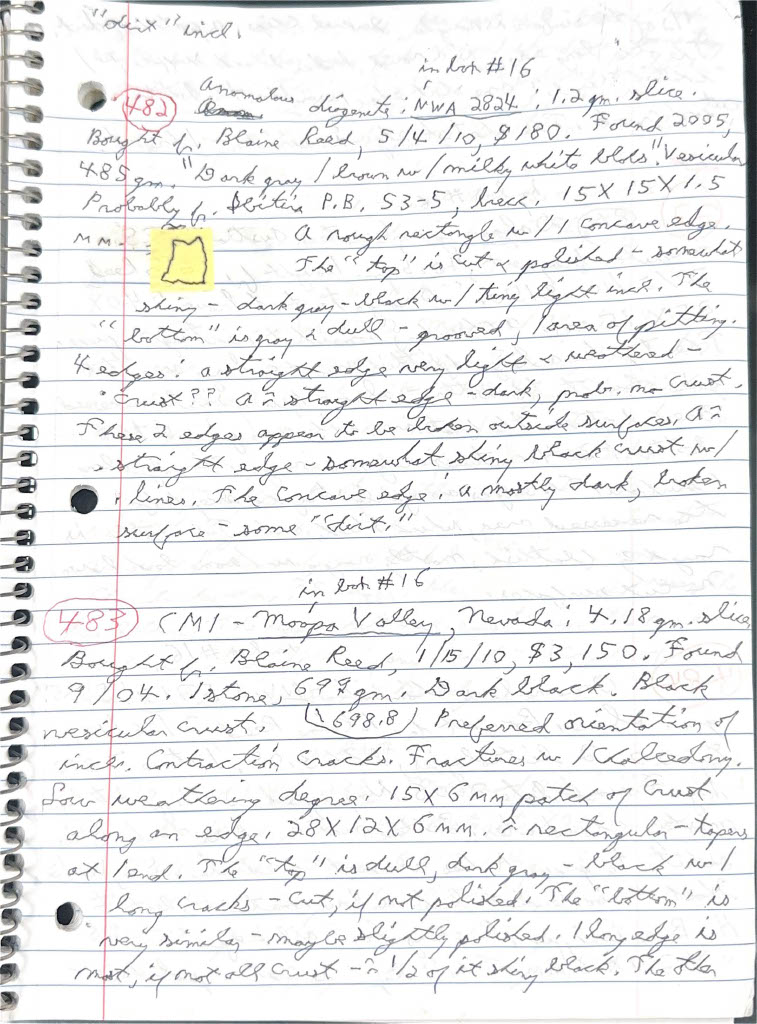 "dirt" incl.
in box #16
482 Anomalous diogenite: NWA 2824: 1.2 gm. slice.
Bought fr. Blaine Reed, 5/4/10, $180. Found 2005,
485 gm. "Dark gray/brown w/milky white blobs". Vesicular
Probably fr. P.B. S3-5, brecc. 15 X 15 X 1.5
mm. A rough rectangle w/1 concave edge.
The "top" is cut & polished - somewhat
shiny - dark gray-black w/tiny light incl. The
"bottom" is gray & dull - grooved, 1 area of pitting.
4 edges: a straight edge very light & weathered -
crust?? A ~ straight edge - dark, prob. no crust.
These 2 edges appear to be broken outside surfaces. A ~
straight edge - somewhat shiny black crust w/
lines. The concave edge: a mostly dark, broken
surface - some "dirt."
in box #16
483 CM1 - Moapa Valley, Nevada: 4.18 gm. slice
Bought fr. Blaine Reed, 1/15/10, $3,150. Found
9/04. 1 stone, 699 gm. Dark black. Black
vesicular crust. 698.8 Preferred orientation of
incls. Contraction cracks. Fractures w/Chalcedony.
Low weathering degree. 15 X 6 mm patch of crust
along an edge. 28 X 12 X 6 mm. ~ rectangular - tapers
at 1 end. The "top" is dull, dark gray-black w/
long cracks - cut, if not polished. The "bottom" is
very similar - maybe slightly polished. 1 long edge is
most, if not all crust - ~ 1/2 of it shiny black. The other